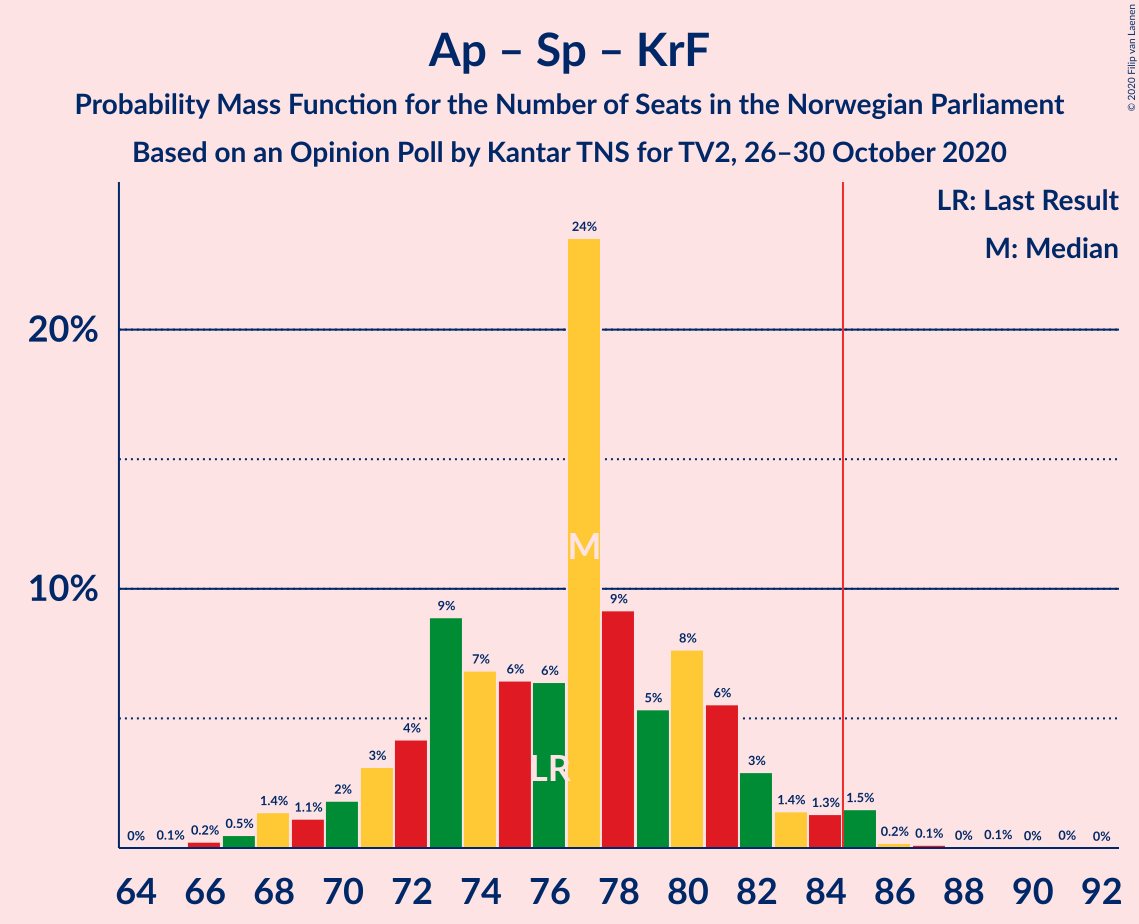 Ap – Sp – KrF
Probability Mass Function for the Number of Seats in the Norwegian Parliament
Based on an Opinion Poll by Kantar TNS for TV2, 26–30 October 2020
© 2020 Filip van Laenen
LR: Last Result
M: Median
20%
10%
0% 0.1% 0.2% 0.5% 1.4% 1.1% 2% 3% 4% 9% 7% 6% 6% 24% 9% 5% 8% 6% 3% 1.4% 1.3% 1.5% 0.2% 0.1% 0% 0.1% 0% 0% 0%
LR
M
64 66 68 70 72 74 76 78 80 82 84 86 88 90 92